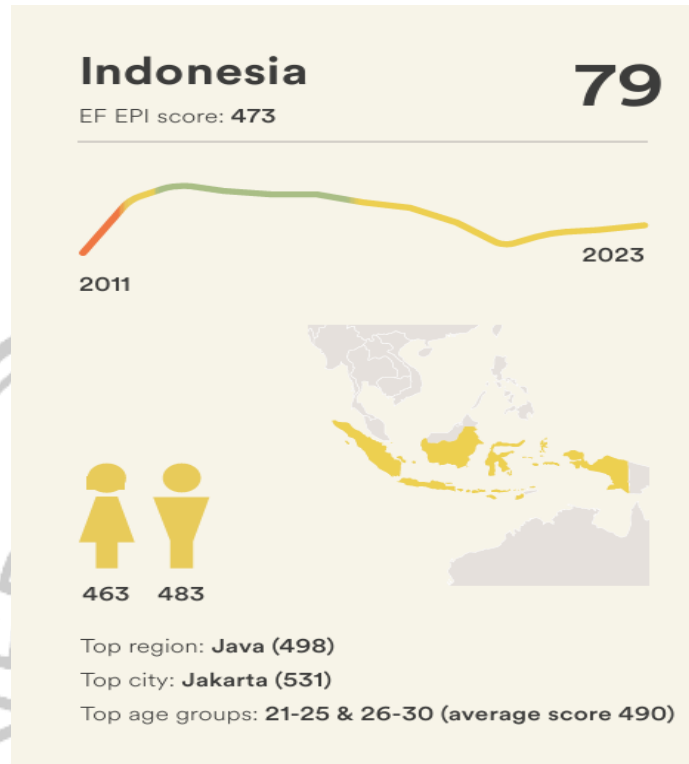 Indonesia
79
EF EPI score: 473
2023
2011
463 483
Top region: Java (498)
Top city: Jakarta (531)
Top age groups: 21-25 & 26-30 (average score 490)